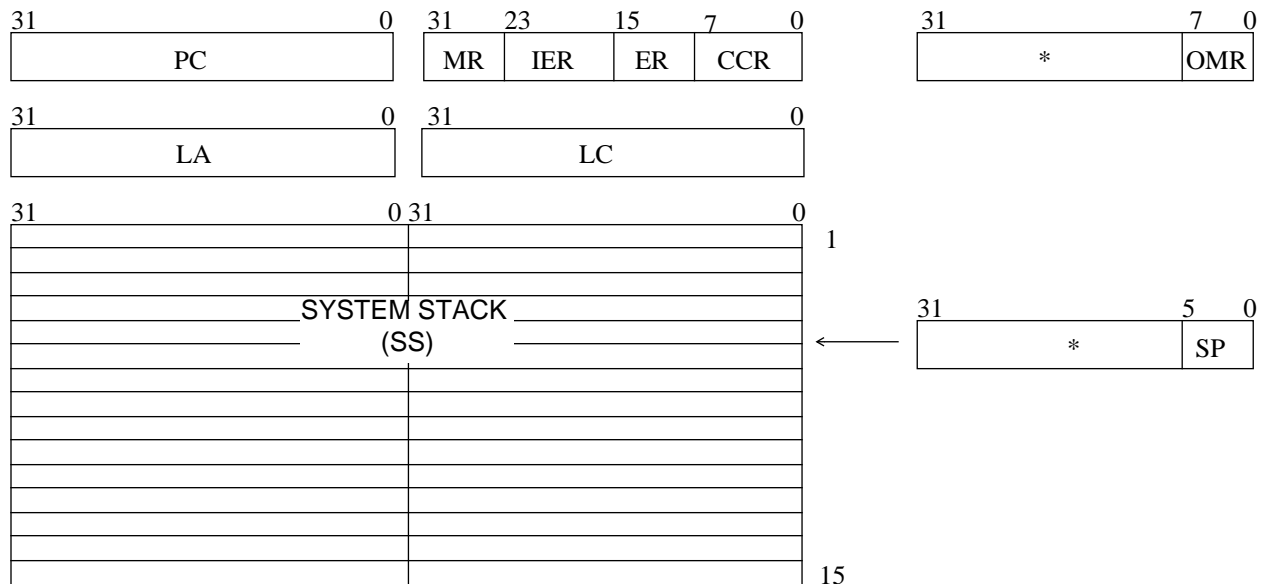 31 0 31 23 15 7 0 31 7 0
PC MR IER ER CCR * OMR
31 0 31 0
LA LC
31 0 31 0
1
SYSTEM STACK
(SS)
31 5 0
* SP
15